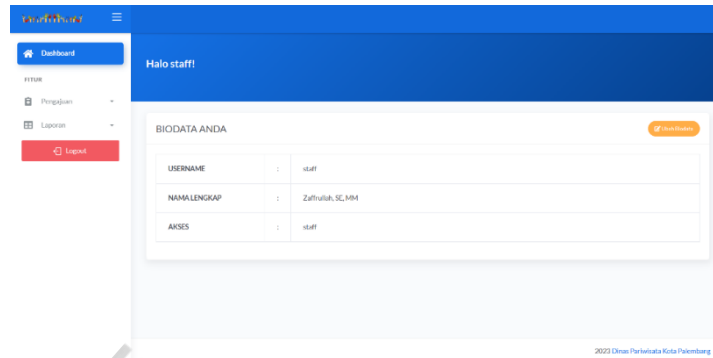 Dashboard
Halo staff!
FITUR
Pengajuan
Laporan
Logout
BIODATA ANDA
Ubah Biodata
USERNAME : staff
NAMA LENGKAP : Zaffrullah, SE, MM
AKSES : staff
2023 Dinas Pariwisata Kota Palembang